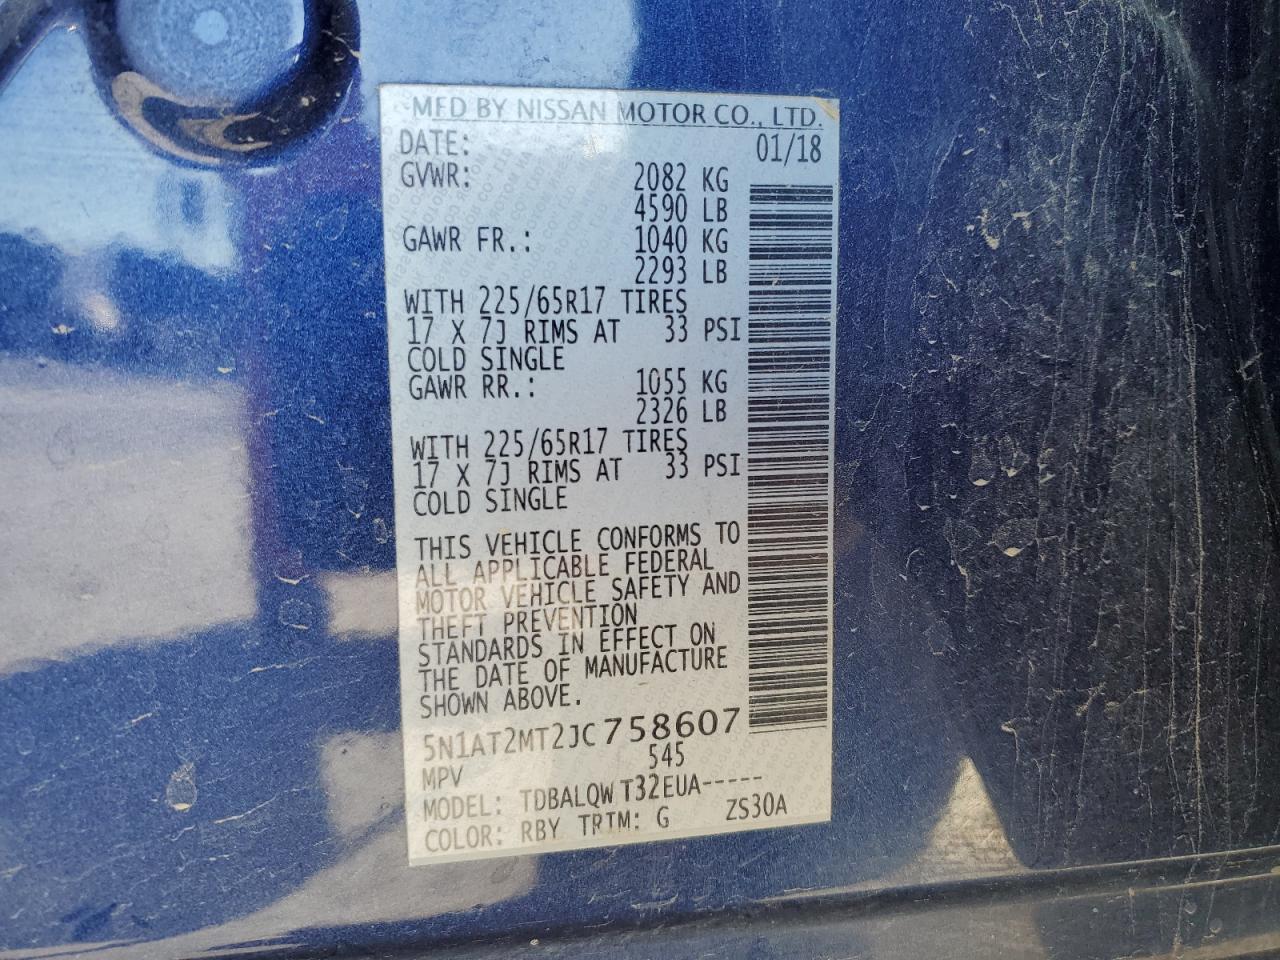 MFD BY NISSAN MOTOR CO., LTD.
DATE: 01/18
GVWR: 2082 KG
4590 LB
GAWR FR.: 1040 KG
2293 LB
WITH 225/65R17 TIRES
17 X 7J RIMS AT 33 PSI
COLD SINGLE
GAWR RR.: 1055 KG
2326 LB
WITH 225/65R17 TIRES
17 X 7J RIMS AT 33 PSI
COLD SINGLE
THIS VEHICLE CONFORMS TO
ALL APPLICABLE FEDERAL
MOTOR VEHICLE SAFETY AND
THEFT PREVENTION
STANDARDS IN EFFECT ON
THE DATE OF MANUFACTURE
SHOWN ABOVE.
5N1AT2MT2JC758607
MPV 545
MODEL: TDBALQW T32EUA-----
COLOR: RBY TRTM: G ZS30A